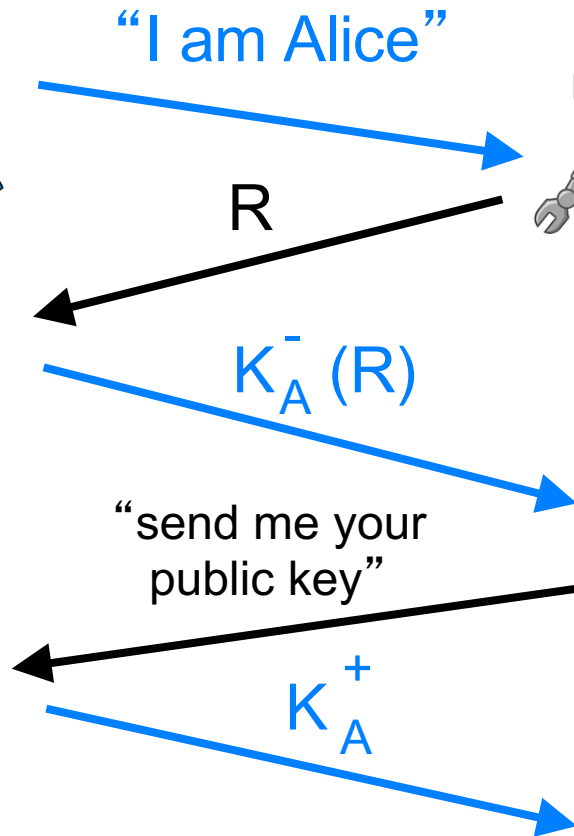 “I am Alice”
R
K_A^- (R)
“send me your
public key”
K_A^+